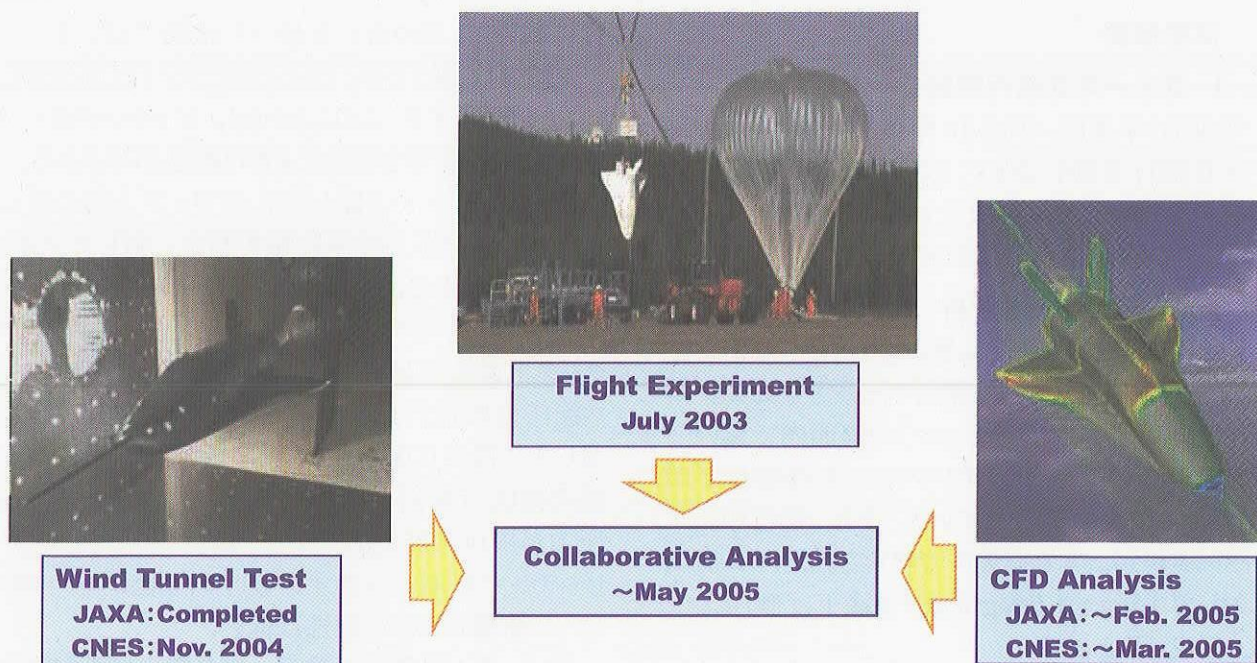 Flight Experiment
July 2003
Collaborative Analysis
～May 2005
Wind Tunnel Test
JAXA:Completed
CNES:Nov. 2004
CFD Analysis
JAXA:～Feb. 2005
CNES:～Mar. 2005